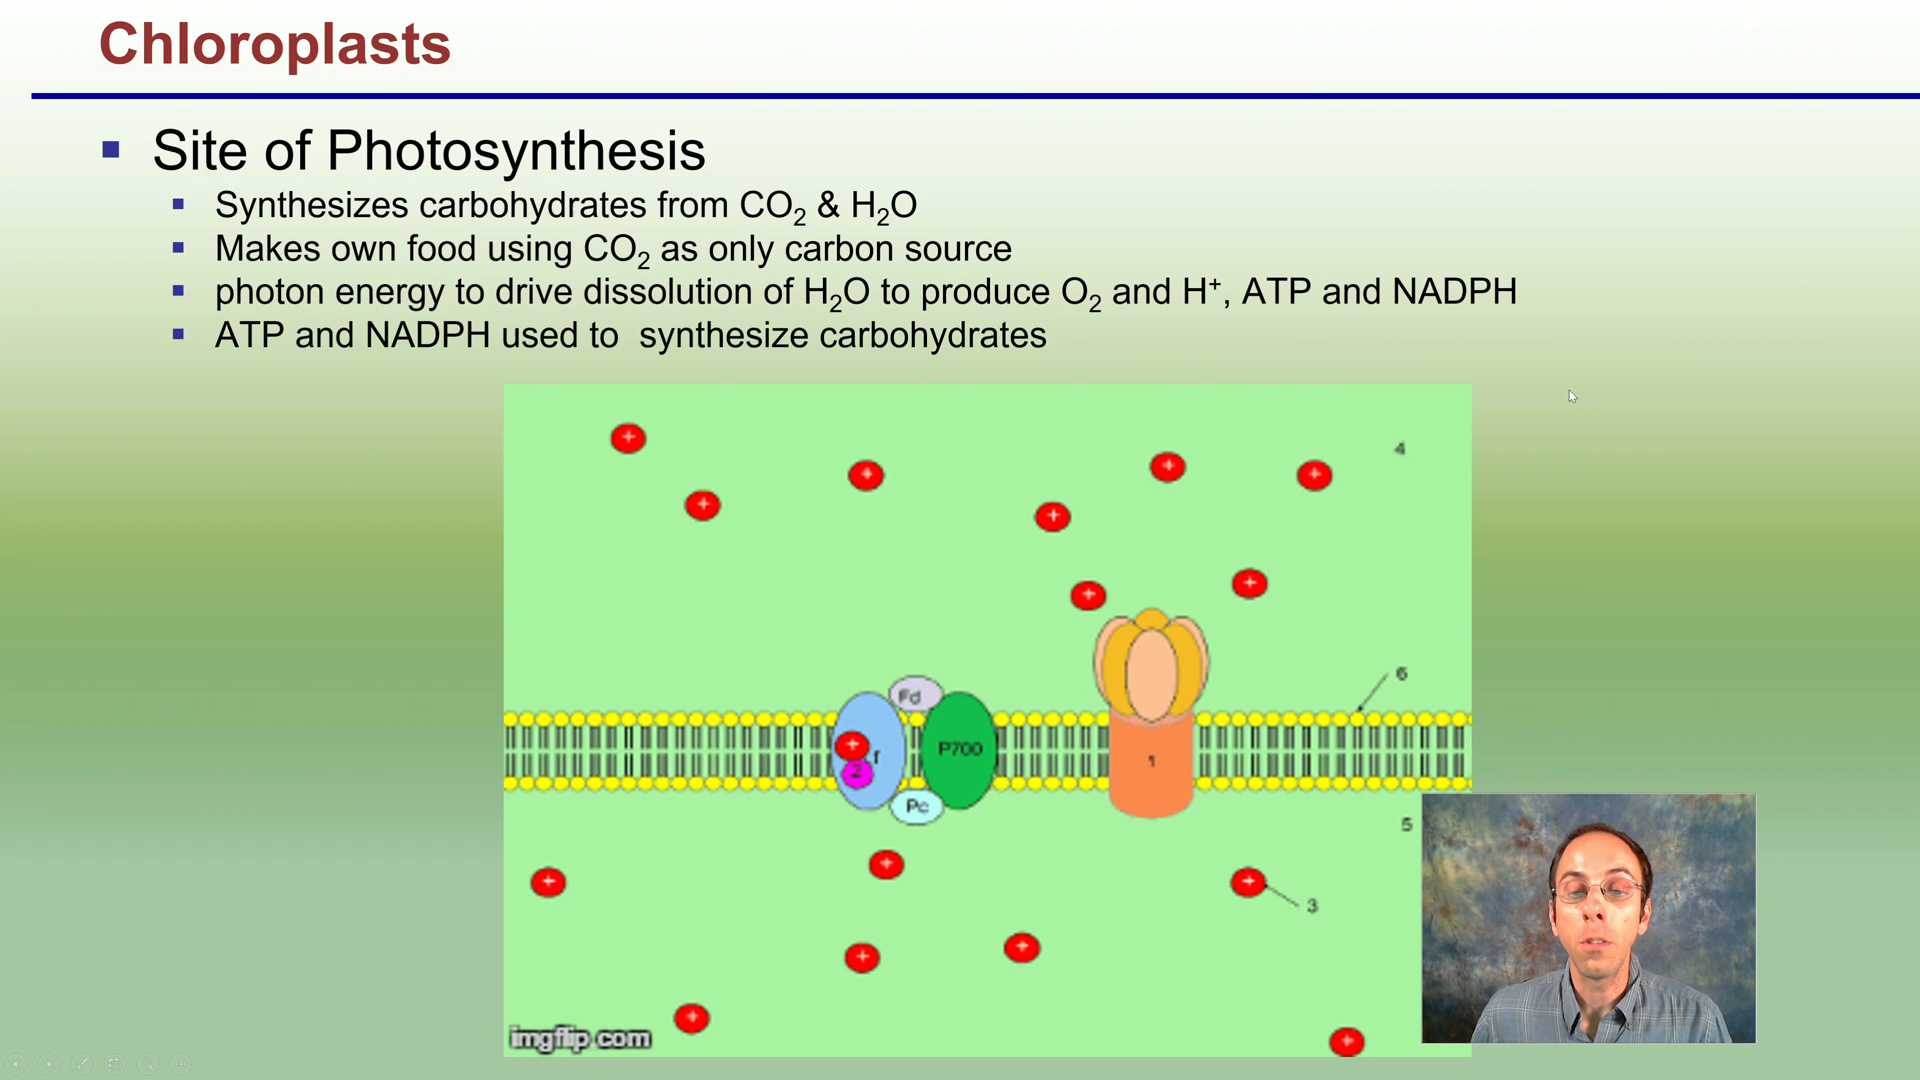 Chloroplasts
Site of Photosynthesis
Synthesizes carbohydrates from CO₂ & H₂O
Makes own food using CO₂ as only carbon source
photon energy to drive dissolution of H₂O to produce O₂ and H⁺, ATP and NADPH
ATP and NADPH used to  synthesize carbohydrates
4
6
Fd
f
P700
2
1
Pc
5
3
imgflip.com